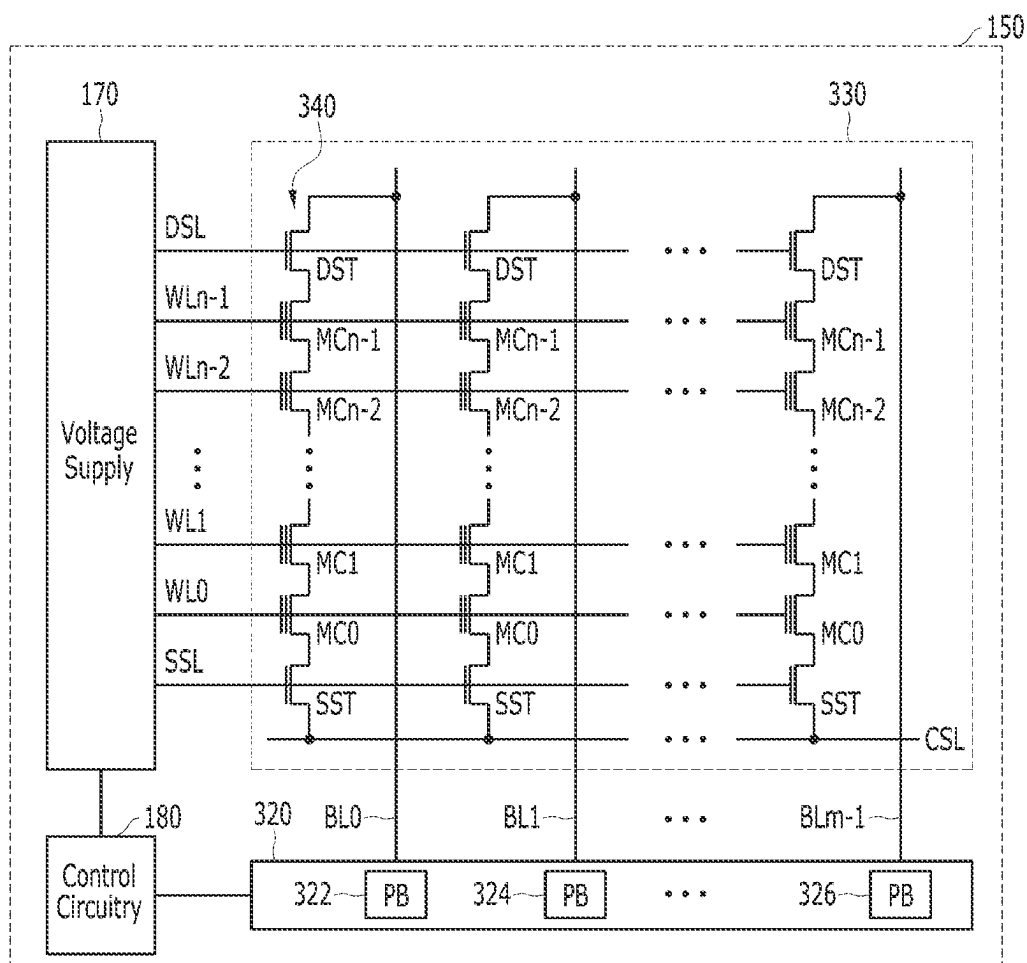 150
170
340
330
DSL
DST DST DST
WLn-1
MCn-1 MCn-1 MCn-1
WLn-2
MCn-2 MCn-2 MCn-2
Voltage
Supply
WL1
MC1 MC1 MC1
WL0
MC0 MC0 MC0
SSL
SST SST SST
CSL
180
320
BL0 BL1 BLm-1
Control
Circuitry
322 PB 324 PB 326 PB